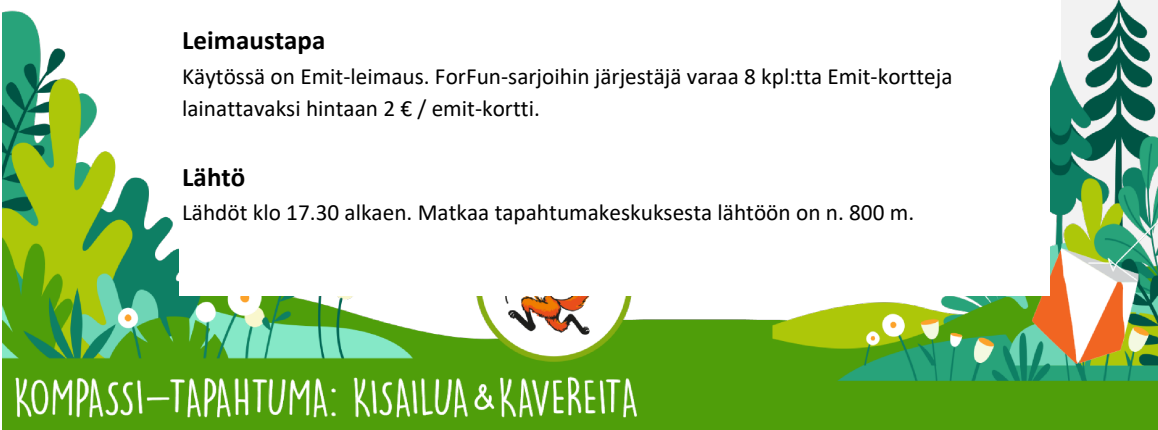 Leimaustapa
Käytössä on Emit-leimaus. ForFun-sarjoihin järjestäjä varaa 8 kpl:tta Emit-kortteja
lainattavaksi hintaan 2 € / emit-kortti.
Lähtö
Lähdöt klo 17.30 alkaen. Matkaa tapahtumakeskuksesta lähtöön on n. 800 m.
KOMPASSI–TAPAHTUMA: KISAILUA & KAVEREITA